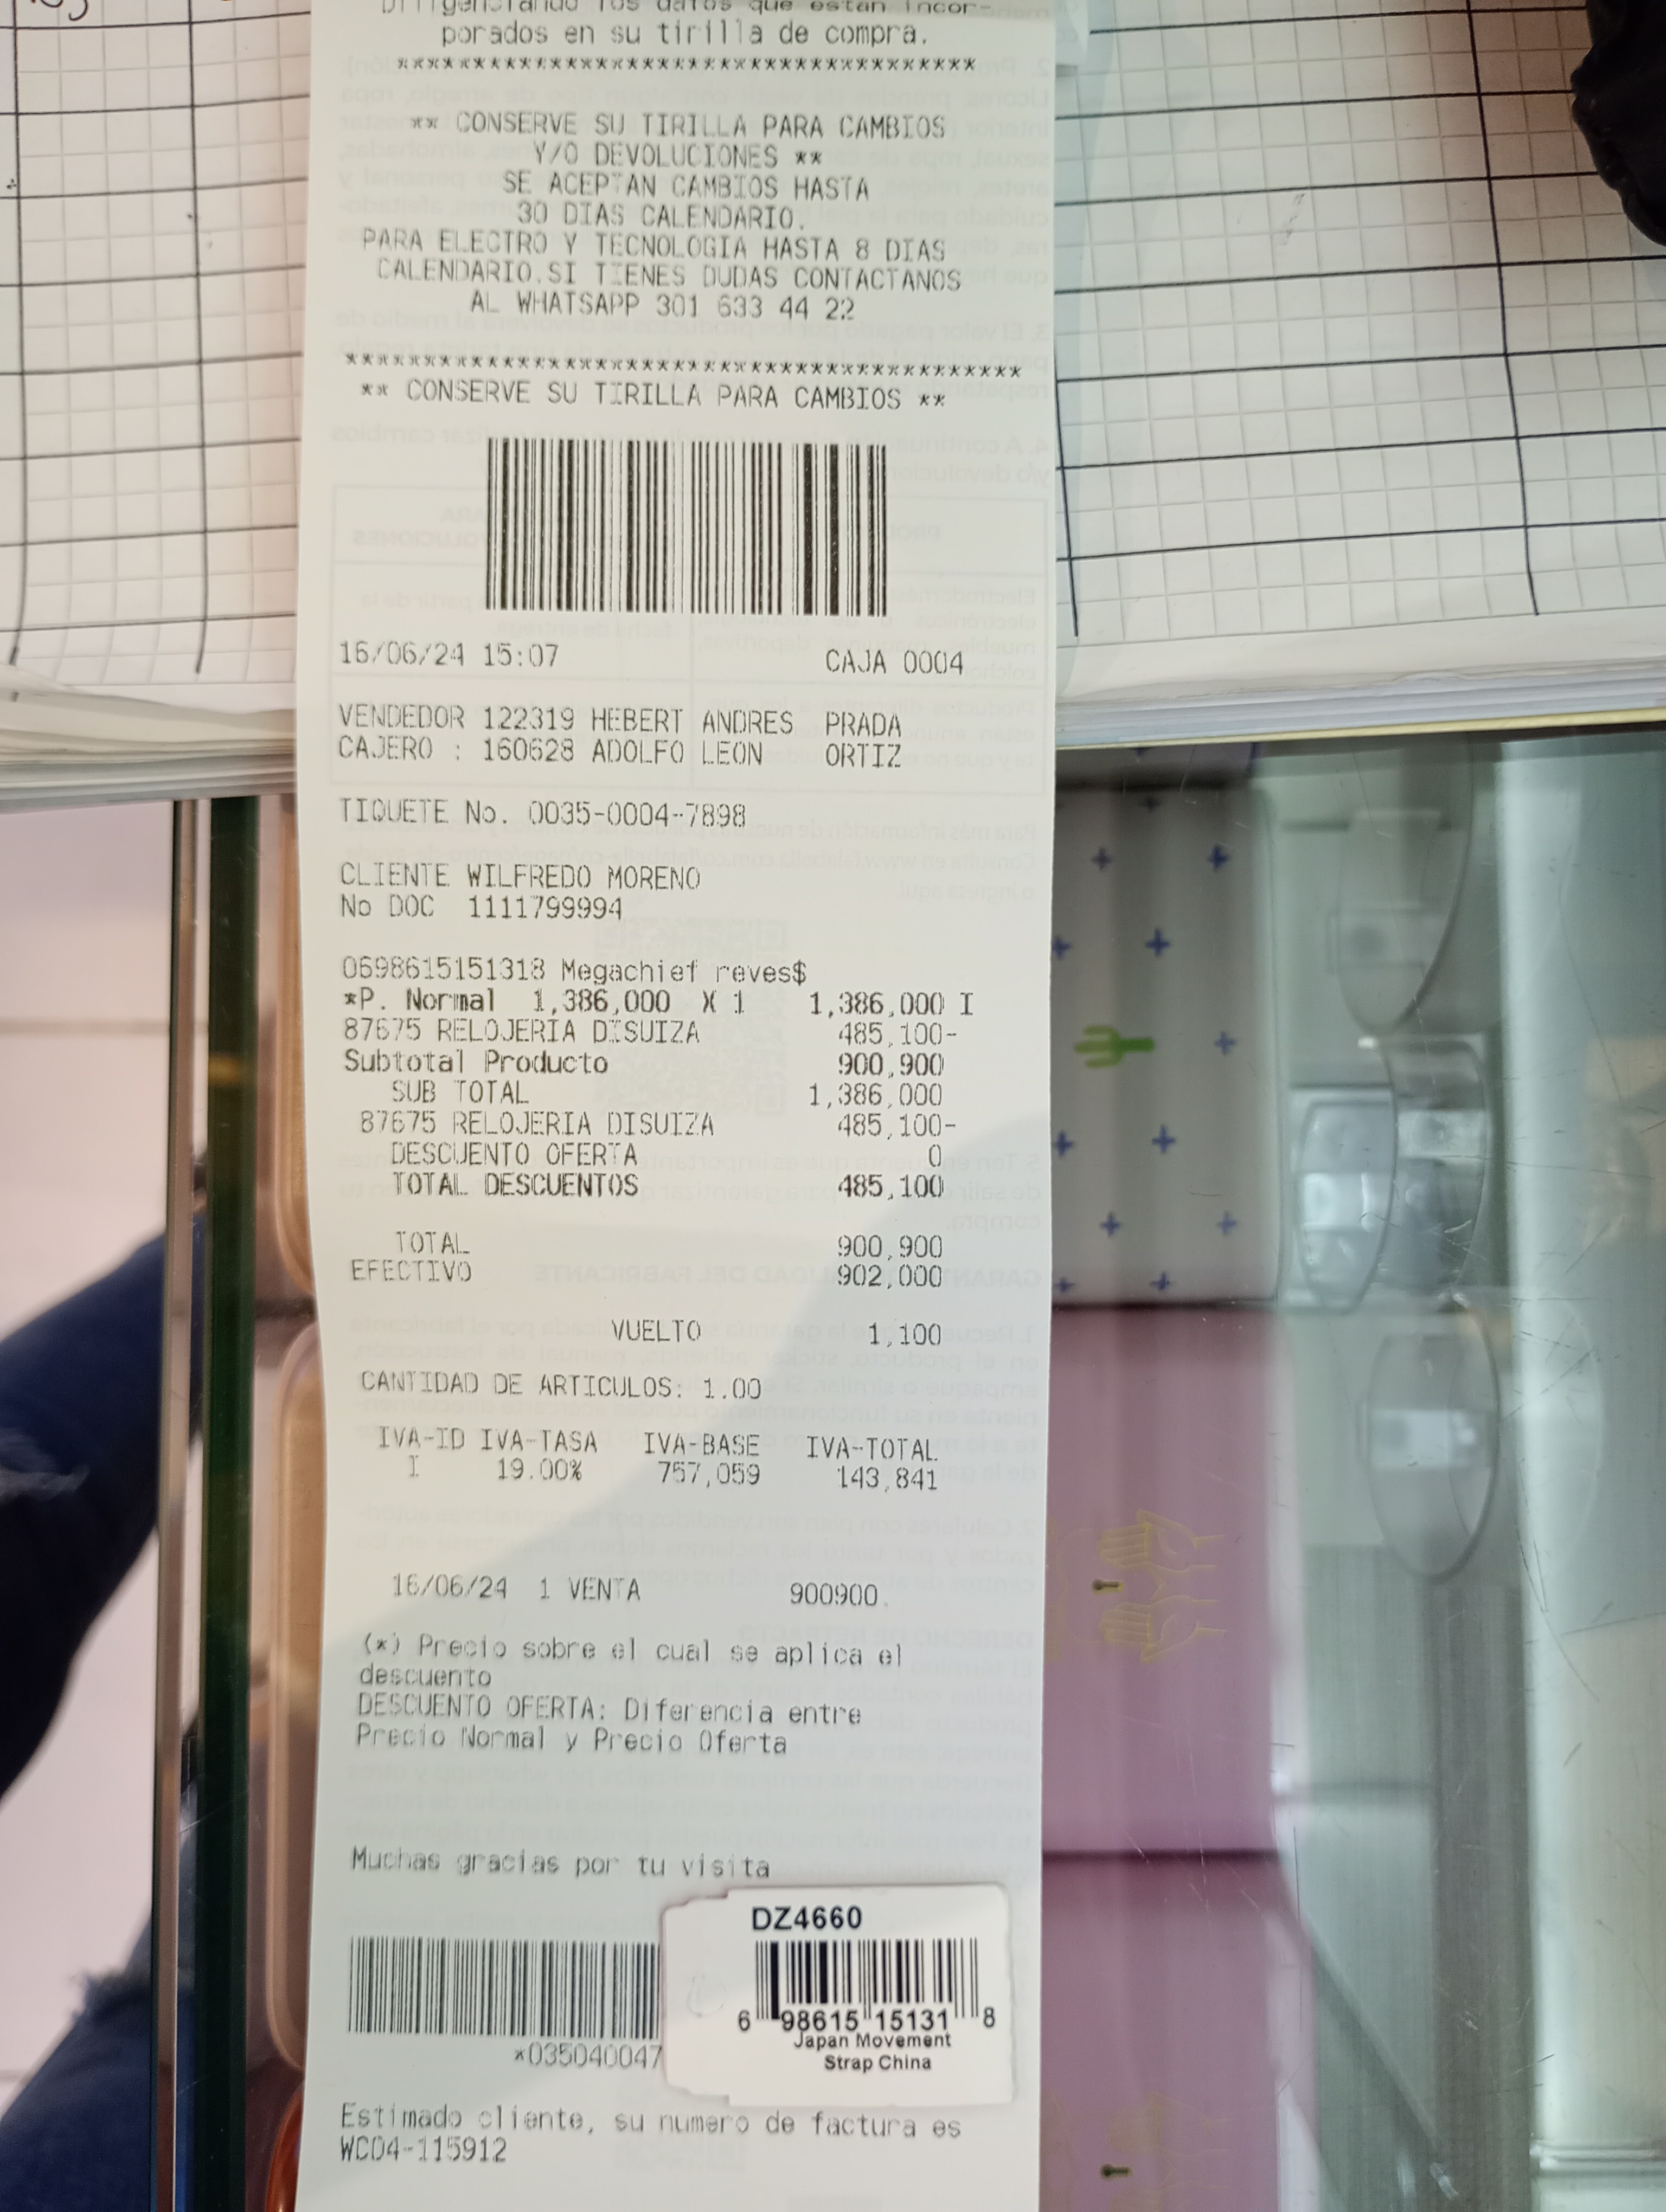 Diligenciando los datos que estan incor-
porados en su tirilla de compra.
**************************************
** CONSERVE SU TIRILLA PARA CAMBIOS
Y/O DEVOLUCIONES **
SE ACEPTAN CAMBIOS HASTA
30 DIAS CALENDARIO.
PARA ELECTRO Y TECNOLOGIA HASTA 8 DIAS
CALENDARIO.SI TIENES DUDAS CONTACTANOS
AL WHATSAPP 301 633 44 22
********************************************
** CONSERVE SU TIRILLA PARA CAMBIOS **
16/06/24 15:07 CAJA 0004
VENDEDOR 122319 HEBERT ANDRES PRADA
CAJERO : 160628 ADOLFO LEON ORTIZ
TIQUETE No. 0035-0004-7898
CLIENTE WILFREDO MORENO
No DOC 1111799994
0698615151318 Megachief reves$
*P. Normal 1,386,000 X 1 1,386,000 I
87675 RELOJERIA DISUIZA 485,100-
Subtotal Producto 900,900
SUB TOTAL 1,386,000
87675 RELOJERIA DISUIZA 485,100-
DESCUENTO OFERTA 0
TOTAL DESCUENTOS 485,100
TOTAL 900,900
EFECTIVO 902,000
VUELTO 1,100
CANTIDAD DE ARTICULOS: 1.00
IVA-ID IVA-TASA IVA-BASE IVA-TOTAL
I 19.00% 757,059 143,841
16/06/24 1 VENTA 900900.
(*) Precio sobre el cual se aplica el
descuento
DESCUENTO OFERTA: Diferencia entre
Precio Normal y Precio Oferta
Muchas gracias por tu visita
DZ4660
6 98615 15131 8
Japan Movement
Strap China
*035040047
Estimado cliente, su numero de factura es
WC04-115912